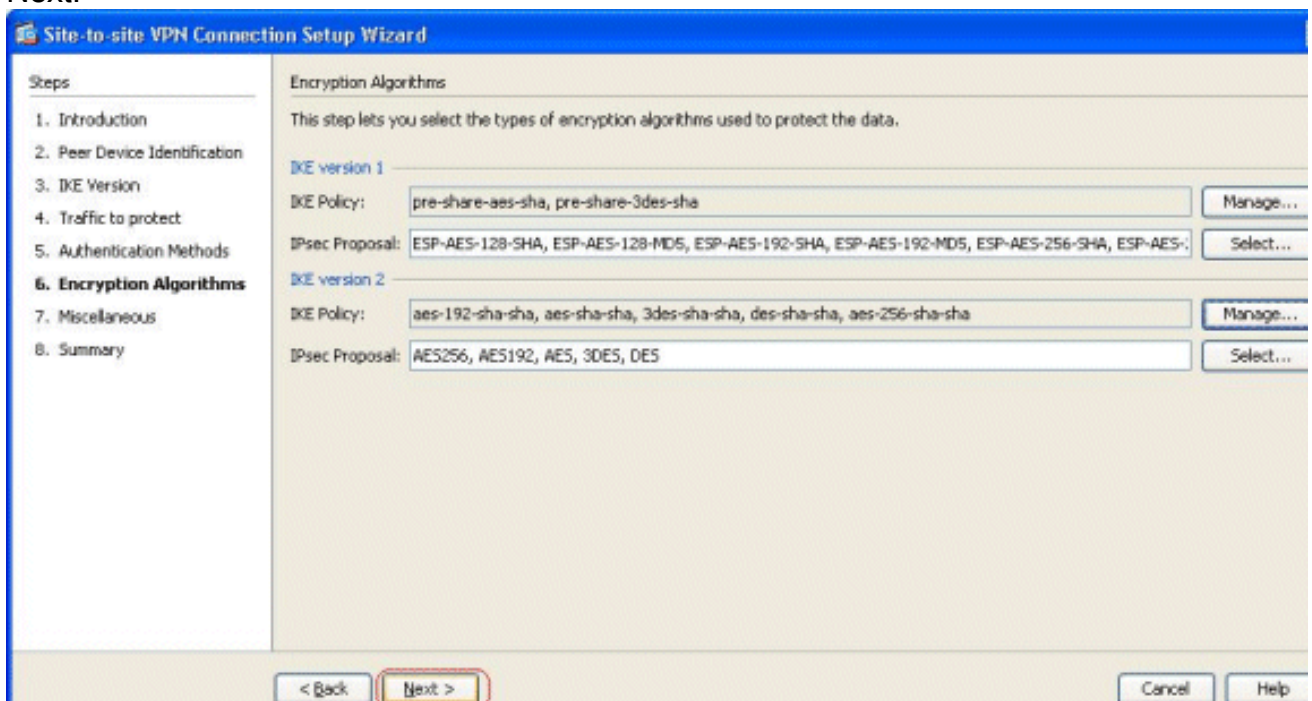 Next.
Site-to-site VPN Connection Setup Wizard
Steps
1. Introduction
2. Peer Device Identification
3. IKE Version
4. Traffic to protect
5. Authentication Methods
6. Encryption Algorithms
7. Miscellaneous
8. Summary
Encryption Algorithms
This step lets you select the types of encryption algorithms used to protect the data.
IKE version 1
IKE Policy: pre-share-aes-sha, pre-share-3des-sha Manage...
IPsec Proposal: ESP-AES-128-SHA, ESP-AES-128-MD5, ESP-AES-192-SHA, ESP-AES-192-MD5, ESP-AES-256-SHA, ESP-AES-: Select...
IKE version 2
IKE Policy: aes-192-sha-sha, aes-sha-sha, 3des-sha-sha, des-sha-sha, aes-256-sha-sha Manage...
IPsec Proposal: AES256, AES192, AES, 3DES, DES Select...
< Back Next > Cancel Help